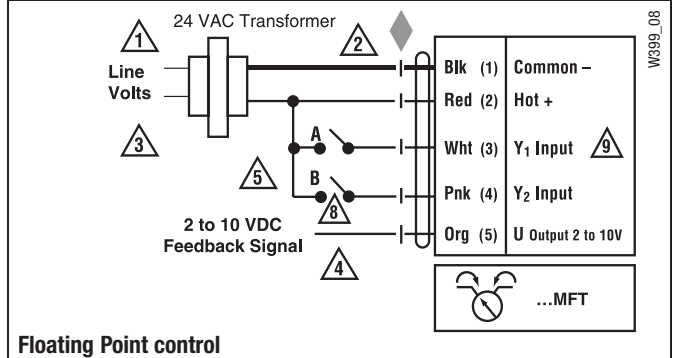 24 VAC Transformer
1
2
W399_08
Line
Volts
Blk (1) Common –
Red (2) Hot +
3
A
Wht (3) Y1 Input
9
5
B
8
Pnk (4) Y2 Input
2 to 10 VDC
Feedback Signal
Org (5) U Output 2 to 10V
4
...MFT
Floating Point control